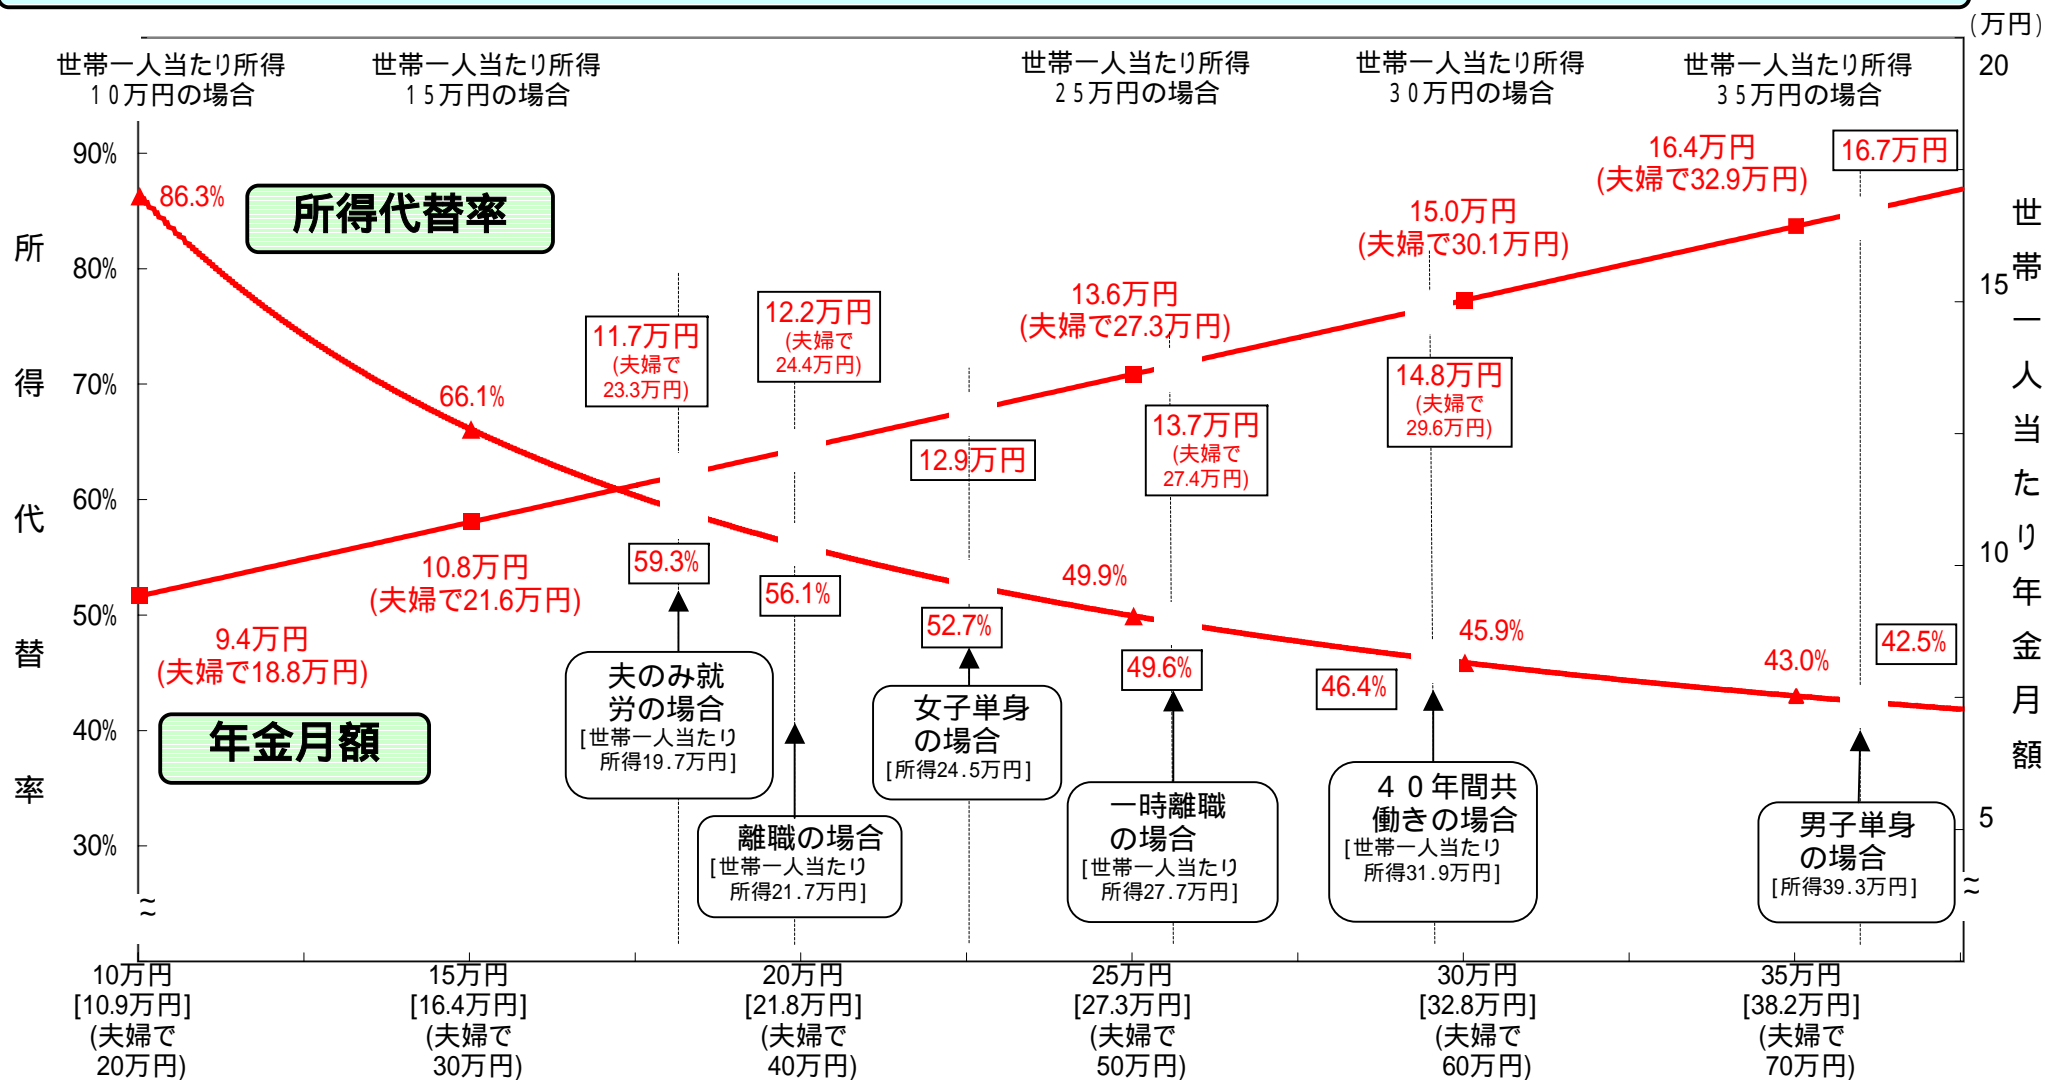 (万円)
世帯一人当たり所得
10万円の場合
世帯一人当たり所得
15万円の場合
世帯一人当たり所得
25万円の場合
世帯一人当たり所得
30万円の場合
世帯一人当たり所得
35万円の場合
20
15
10
5
90%
80%
70%
60%
50%
40%
30%
所得代替率
世帯一人当たり年金月額
所得代替率
年金月額
86.3%
66.1%
59.3%
56.1%
52.7%
49.9%
49.6%
46.4%
45.9%
43.0%
42.5%
9.4万円
(夫婦で18.8万円)
10.8万円
(夫婦で21.6万円)
11.7万円
(夫婦で
23.3万円)
12.2万円
(夫婦で
24.4万円)
12.9万円
13.6万円
(夫婦で27.3万円)
13.7万円
(夫婦で
27.4万円)
15.0万円
(夫婦で30.1万円)
14.8万円
(夫婦で
29.6万円)
16.4万円
(夫婦で32.9万円)
16.7万円
夫のみ就
労の場合
[世帯一人当たり
所得19.7万円]
離職の場合
[世帯一人当たり
所得21.7万円]
女子単身
の場合
[所得24.5万円]
一時離職
の場合
[世帯一人当たり
所得27.7万円]
40年間共
働きの場合
[世帯一人当たり
所得31.9万円]
男子単身
の場合
[所得39.3万円]
≈
≈
10万円
[10.9万円]
(夫婦で
20万円)
15万円
[16.4万円]
(夫婦で
30万円)
20万円
[21.8万円]
(夫婦で
40万円)
25万円
[27.3万円]
(夫婦で
50万円)
30万円
[32.8万円]
(夫婦で
60万円)
35万円
[38.2万円]
(夫婦で
70万円)